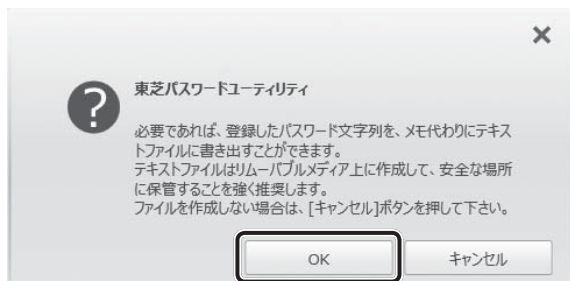 東芝パスワードユーティリティ
必要であれば、登録したパスワード文字列を、メモ代わりにテキス
トファイルに書き出すことができます。
テキストファイルはリムーバブルメディア上に作成して、安全な場所
に保管することを強く推奨します。
ファイルを作成しない場合は、[キャンセル]ボタンを押して下さい。
OK キャンセル